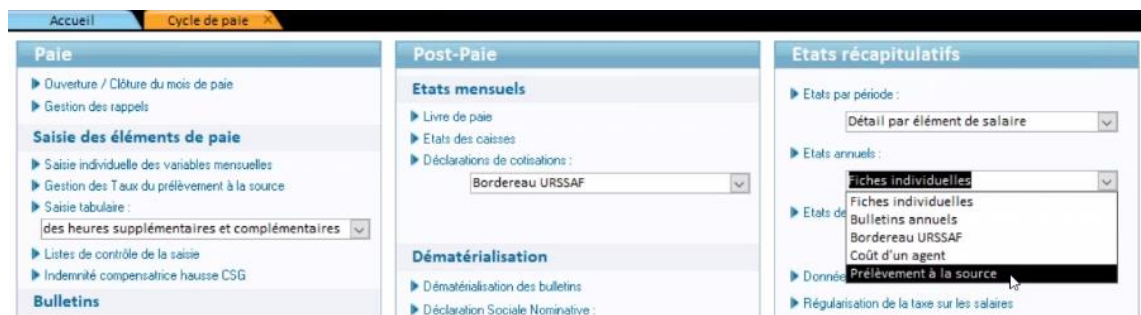 Accueil
Cycle de paie ×
Paie
Ouverture / Clôture du mois de paie
Gestion des rappels
Saisie des éléments de paie
Saisie individuelle des variables mensuelles
Gestion des Taux du prélèvement à la source
Saisie tabulaire :
des heures supplémentaires et complémentaires
Listes de contrôle de la saisie
Indemnité compensatrice hausse CSG
Bulletins
Post-Paie
Etats mensuels
Livre de paie
Etats des caisses
Déclarations de cotisations :
Bordereau URSSAF
Dématérialisation
Dématérialisation des bulletins
Déclaration Sociale Nominative :
Etats récapitulatifs
Etats par période :
Détail par élément de salaire
Etats annuels :
Fiches individuelles
Fiches individuelles
Bulletins annuels
Bordereau URSSAF
Coût d'un agent
Prélèvement à la source
Etats de
Donnée
Régularisation de la taxe sur les salaires